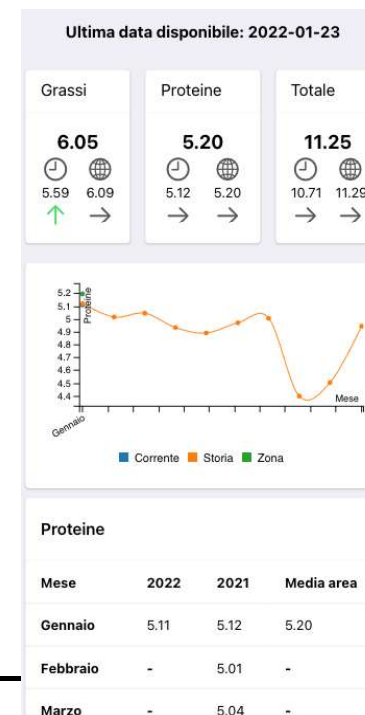 Ultima data disponibile: 2022-01-23
Grassi Proteine Totale
6.05 5.20 11.25
5.59 6.09 5.12 5.20 10.71 11.29
5.2
5.1
5
4.9
4.8
4.7
4.6
4.5
4.4
Proteine
Mese
Gennaio
Corrente Storia Zona
Proteine
Mese 2022 2021 Media area
Gennaio 5.11 5.12 5.20
Febbraio - 5.01 -
Marzo - 5.04 -